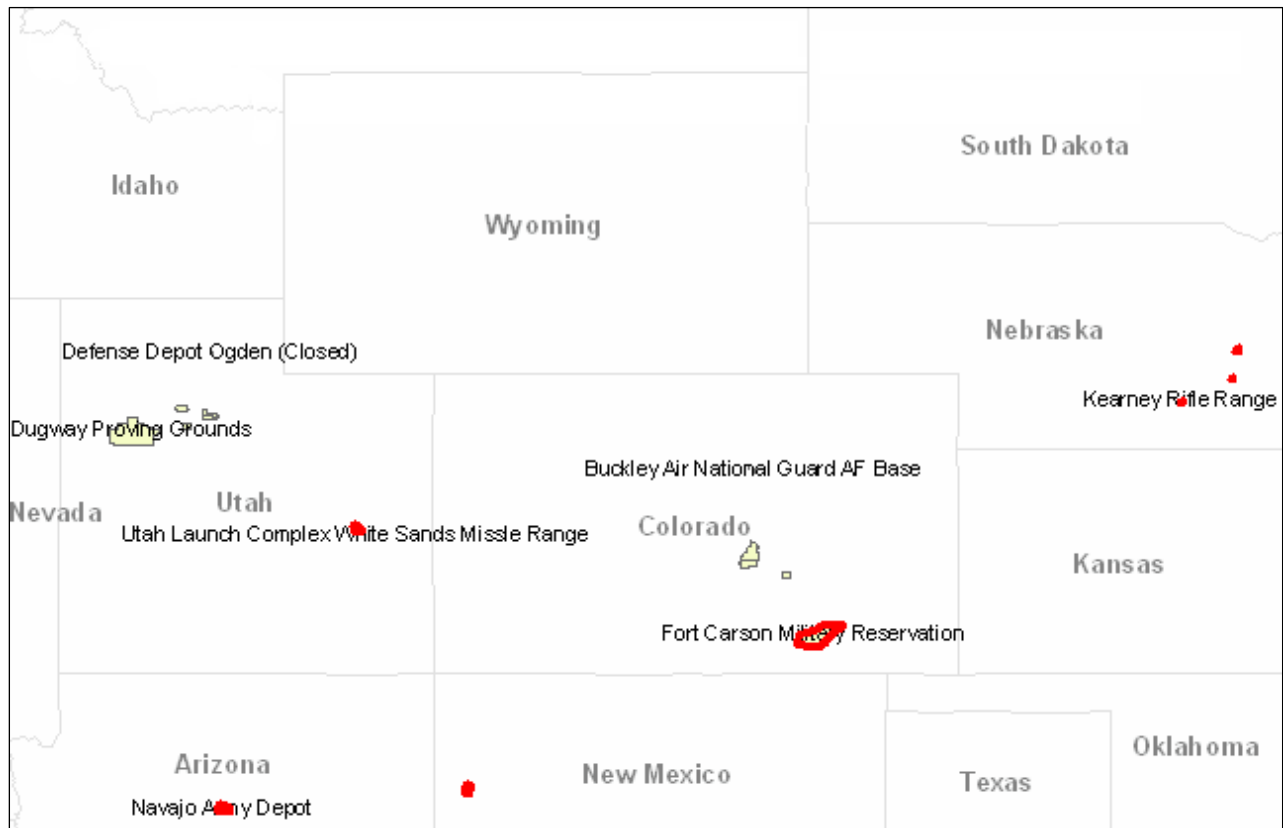 South Dakota
Idaho
Wyoming
Nebraska
Defense Depot Ogden (Closed)
Kearney Rifle Range
Dugway Proving Grounds
Buckley Air National Guard AF Base
Utah
Nevada
Colorado
Utah Launch Complex White Sands Missle Range
Kansas
Fort Carson Military Reservation
Oklahoma
Arizona
New Mexico
Texas
Navajo Army Depot